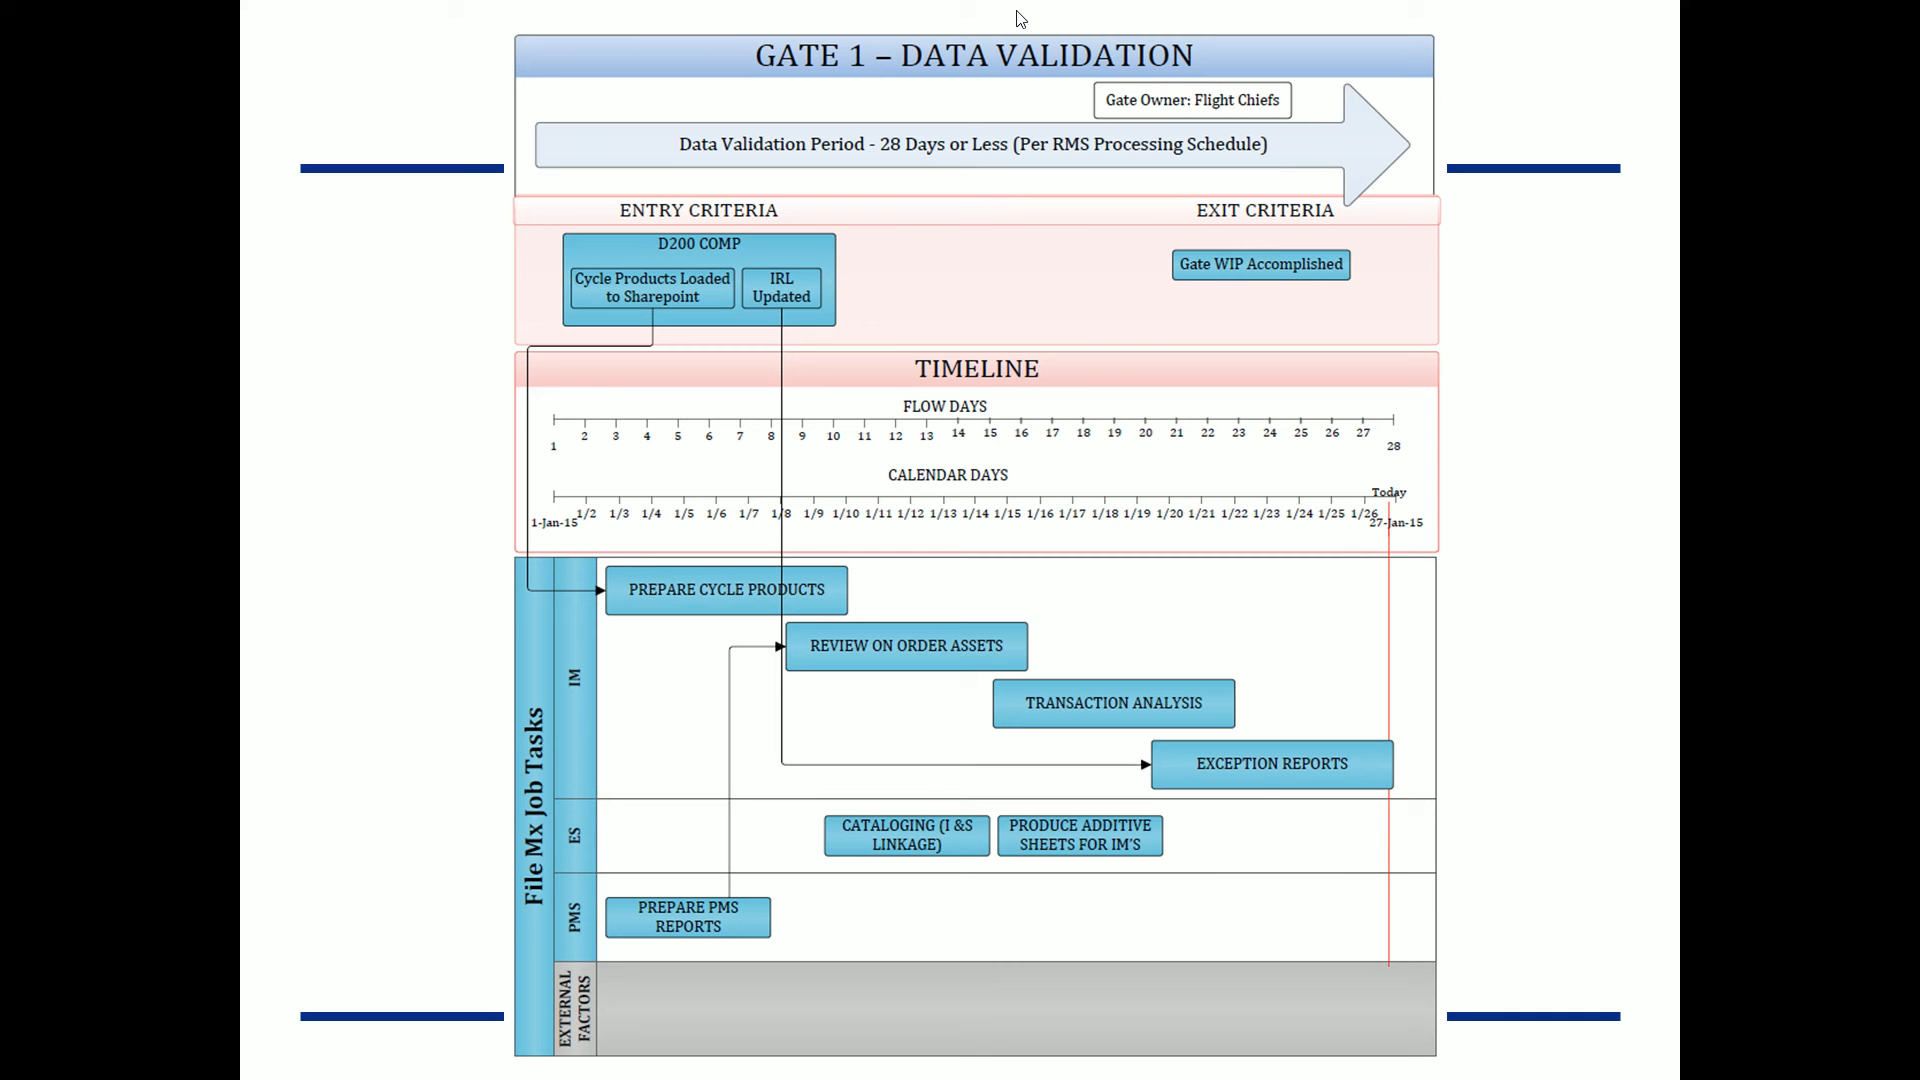 GATE 1 – DATA VALIDATION
Gate Owner: Flight Chiefs
Data Validation Period - 28 Days or Less (Per RMS Processing Schedule)
ENTRY CRITERIA
EXIT CRITERIA
D200 COMP
Cycle Products Loaded
to Sharepoint
IRL
Updated
Gate WIP Accomplished
TIMELINE
FLOW DAYS
1 2 3 4 5 6 7 8 9 10 11 12 13 14 15 16 17 18 19 20 21 22 23 24 25 26 27 28
CALENDAR DAYS
Today
1-Jan-15 1/2 1/3 1/4 1/5 1/6 1/7 1/8 1/9 1/10 1/11 1/12 1/13 1/14 1/15 1/16 1/17 1/18 1/19 1/20 1/21 1/22 1/23 1/24 1/25 1/26 27-Jan-15
File Mx Job Tasks
IM
PREPARE CYCLE PRODUCTS
REVIEW ON ORDER ASSETS
TRANSACTION ANALYSIS
EXCEPTION REPORTS
ES
CATALOGING (I &S
LINKAGE)
PRODUCE ADDITIVE
SHEETS FOR IM'S
PMS
PREPARE PMS
REPORTS
EXTERNAL
FACTORS